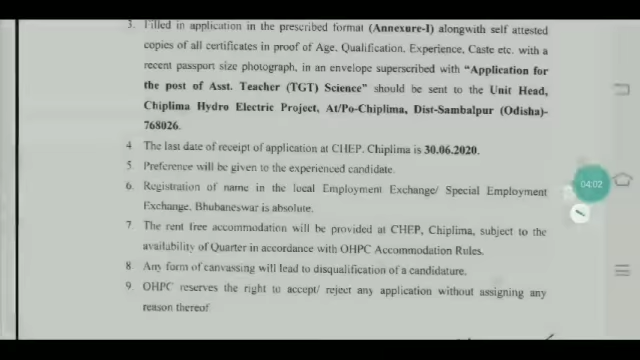 3. Filled in application in the prescribed format (Annexure-I) alongwith self attested
copies of all certificates in proof of Age, Qualification, Experience, Caste etc. with a
recent passport size photograph, in an envelope superscribed with "Application for
the post of Asst. Teacher (TGT) Science" should be sent to the Unit Head,
Chiplima Hydro Electric Project, At/Po-Chiplima, Dist-Sambalpur (Odisha)-
768026.
4 The last date of receipt of application at CHEP, Chiplima is 30.06.2020.
5 Preference will be given to the experienced candidate.
6. Registration of name in the local Employment Exchange/ Special Employment
Exchange, Bhubaneswar is absolute.
7 The rent free accommodation will be provided at CHEP, Chiplima, subject to the
availability of Quarter in accordance with OHPC Accommodation Rules.
8 Any form of canvassing will lead to disqualification of a candidature.
9 OHPC reserves the right to accept/ reject any application without assigning any
reason thereof
04:02